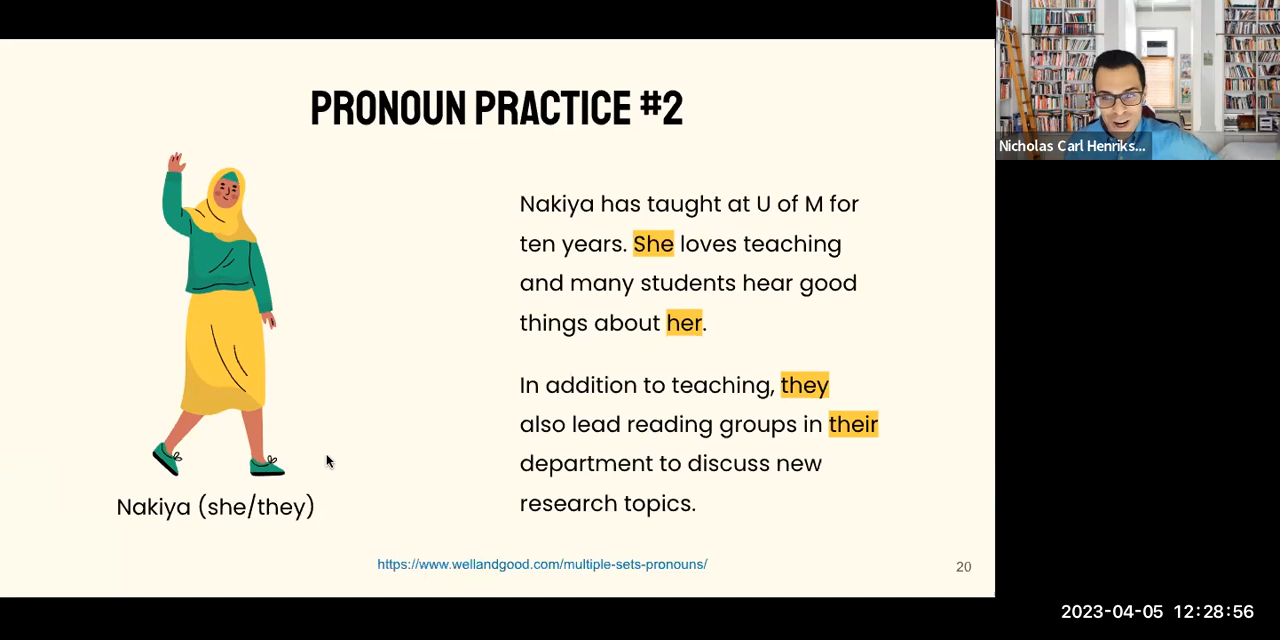 PRONOUN PRACTICE #2
Nicholas Carl Henriks...
Nakiya has taught at U of M for
ten years. She loves teaching
and many students hear good
things about her.
In addition to teaching, they
also lead reading groups in their
department to discuss new
research topics.
Nakiya (she/they)
https://www.wellandgood.com/multiple-sets-pronouns/
20
2023-04-05 12:28:56